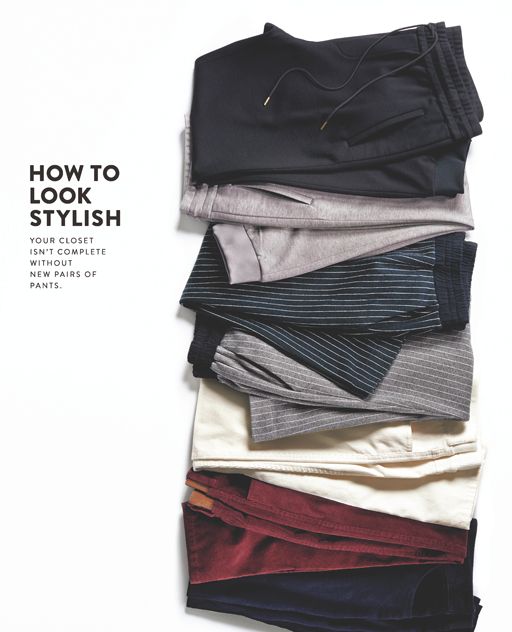 HOW TO
LOOK
STYLISH
YOUR CLOSET
ISN'T COMPLETE
WITHOUT
NEW PAIRS OF
PANTS.